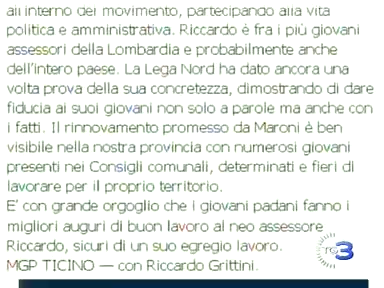 all'interno del movimento, partecipando alla vita
politica e amministrativa. Riccardo è fra i più giovani
assessori della Lombardia e probabilmente anche
dell'intero paese. La Lega Nord ha dato ancora una
volta prova della sua concretezza, dimostrando di dare
fiducia ai suoi giovani non solo a parole ma anche con
i fatti. Il rinnovamento promesso da Maroni è ben
visibile nella nostra provincia con numerosi giovani
presenti nei Consigli comunali, determinati e fieri di
lavorare per il proprio territorio.
E' con grande orgoglio che i giovani padani fanno i
migliori auguri di buon lavoro al neo assessore
Riccardo, sicuri di un suo egregio lavoro.
MGP TICINO — con Riccardo Grittini.
TG3